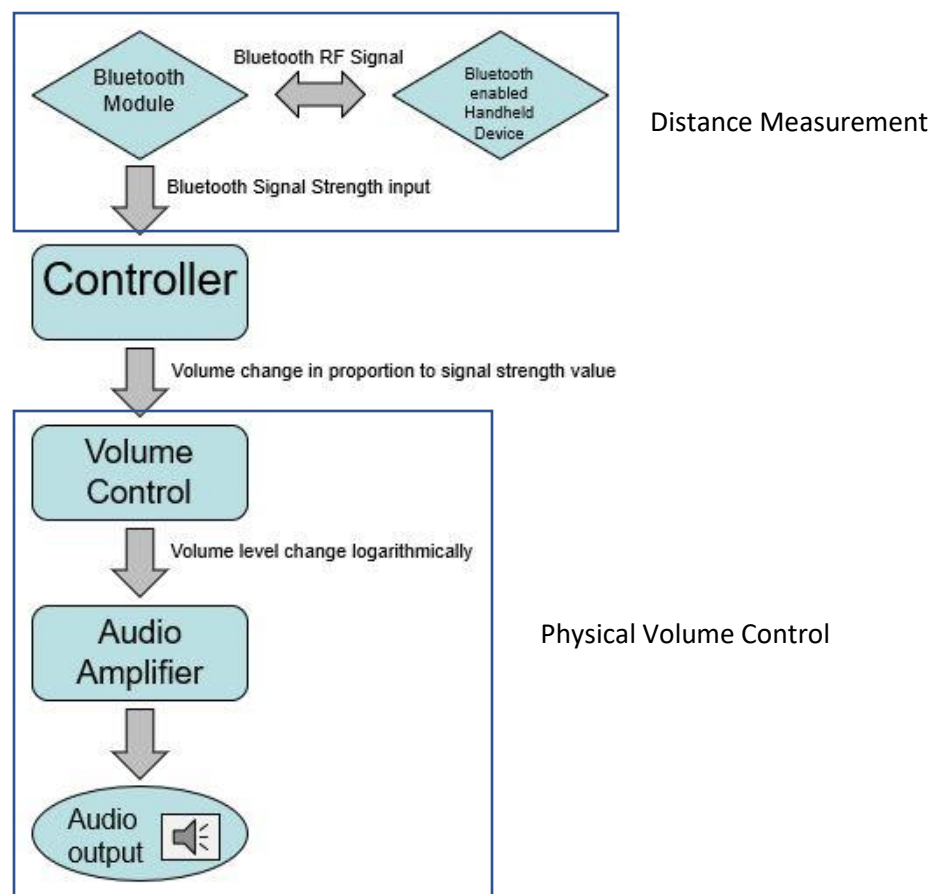 Bluetooth RF Signal
Bluetooth
Module
Bluetooth
enabled
Handheld
Device
Distance Measurement
Bluetooth Signal Strength input
Controller
Volume change in proportion to signal strength value
Volume
Control
Volume level change logarithmically
Audio
Amplifier
Physical Volume Control
Audio
output